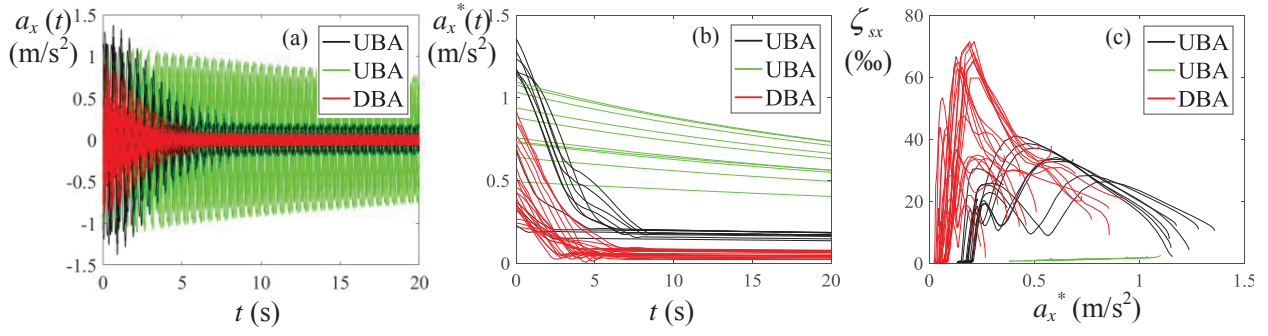 a_x (t)
(m/s²)
1.5
1
0.5
0
-0.5
-1
-1.5
0
5
10
15
20
t (s)
(a)
UBA
UBA
DBA
a_x*(t)
(m/s²)
1.5
1
0.5
0
0
5
10
15
20
t (s)
(b)
UBA
UBA
DBA
ζ_sx
(‰)
80
60
40
20
0
0
0.5
1
1.5
a_x* (m/s²)
(c)
UBA
UBA
DBA